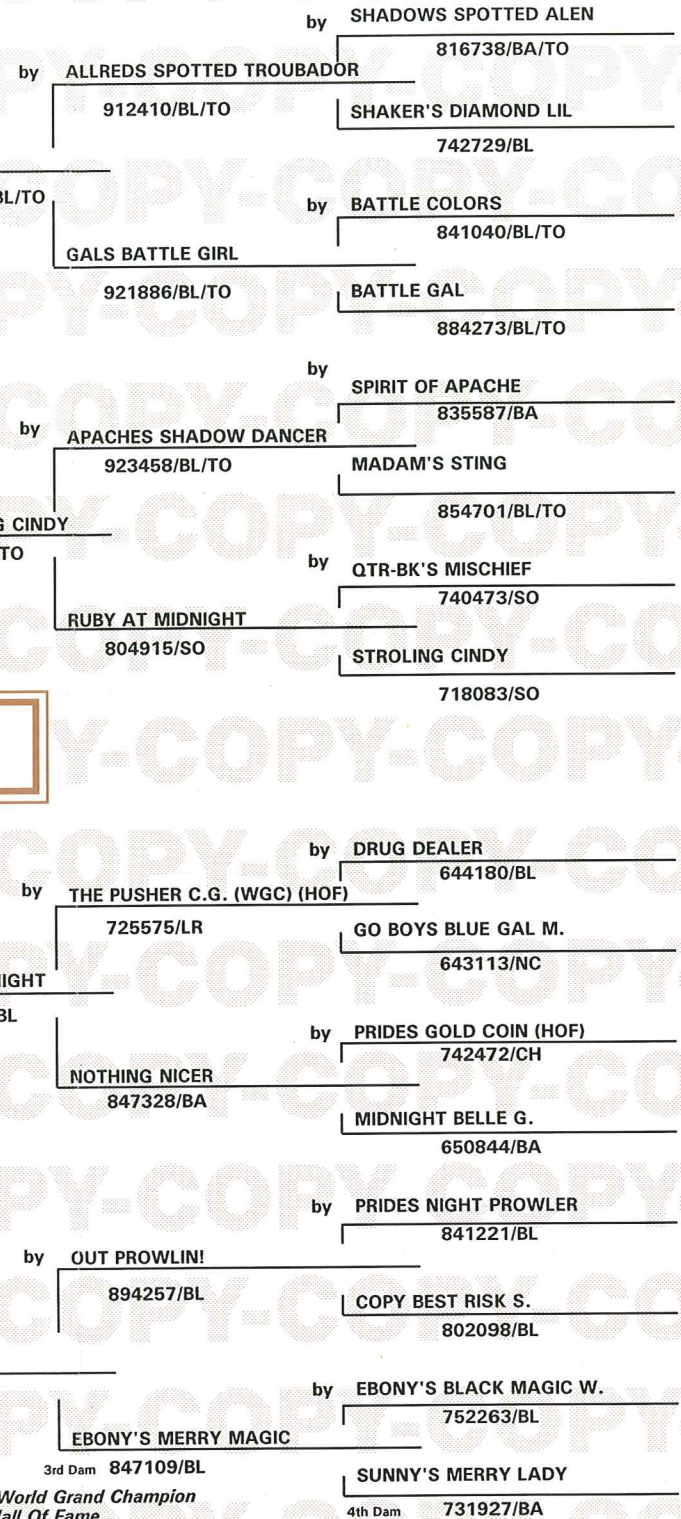 by SHADOWS SPOTTED ALEN
816738/BA/TO
by ALLREDS SPOTTED TROUBADOR
912410/BL/TO
SHAKER'S DIAMOND LIL
742729/BL
BL/TO
by BATTLE COLORS
841040/BL/TO
GALS BATTLE GIRL
921886/BL/TO
BATTLE GAL
884273/BL/TO
by
SPIRIT OF APACHE
835587/BA
by APACHES SHADOW DANCER
923458/BL/TO
MADAM'S STING
854701/BL/TO
G CINDY
TO
by QTR-BK'S MISCHIEF
740473/SO
RUBY AT MIDNIGHT
804915/SO
STROLING CINDY
718083/SO
by DRUG DEALER
644180/BL
by THE PUSHER C.G. (WGC) (HOF)
725575/LR
GO BOYS BLUE GAL M.
643113/NC
NIGHT
BL
by PRIDES GOLD COIN (HOF)
742472/CH
NOTHING NICER
847328/BA
MIDNIGHT BELLE G.
650844/BA
by PRIDES NIGHT PROWLER
841221/BL
by OUT PROWLIN!
894257/BL
COPY BEST RISK S.
802098/BL
by EBONY'S BLACK MAGIC W.
752263/BL
EBONY'S MERRY MAGIC
3rd Dam 847109/BL
SUNNY'S MERRY LADY
4th Dam 731927/BA
World Grand Champion
Hall Of Fame
COPY-COPY-COPY